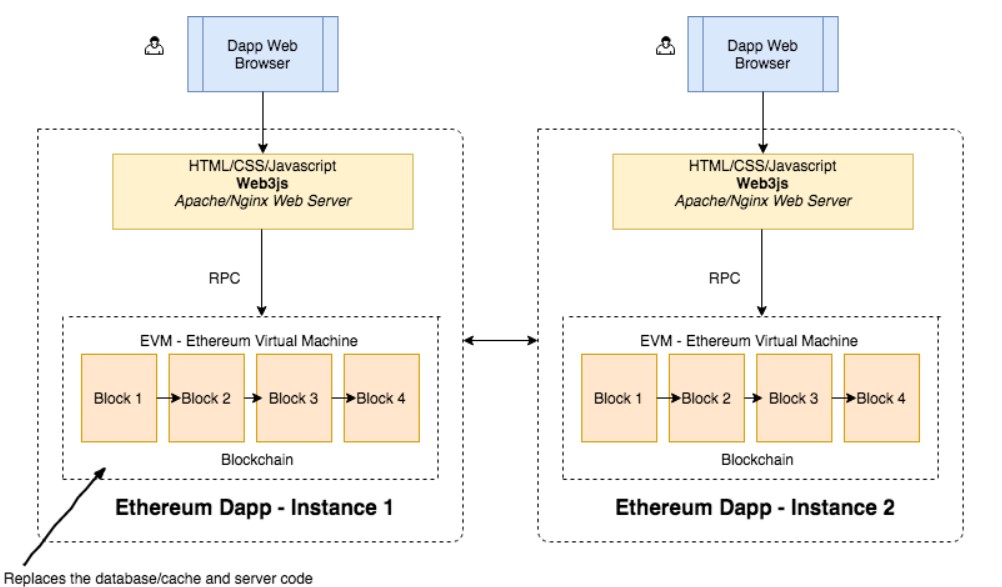 Dapp Web
Browser
HTML/CSS/Javascript
Web3js
Apache/Nginx Web Server
RPC
EVM - Ethereum Virtual Machine
Block 1
Block 2
Block 3
Block 4
Blockchain
Ethereum Dapp - Instance 1
Replaces the database/cache and server code
Dapp Web
Browser
HTML/CSS/Javascript
Web3js
Apache/Nginx Web Server
RPC
EVM - Ethereum Virtual Machine
Block 1
Block 2
Block 3
Block 4
Blockchain
Ethereum Dapp - Instance 2